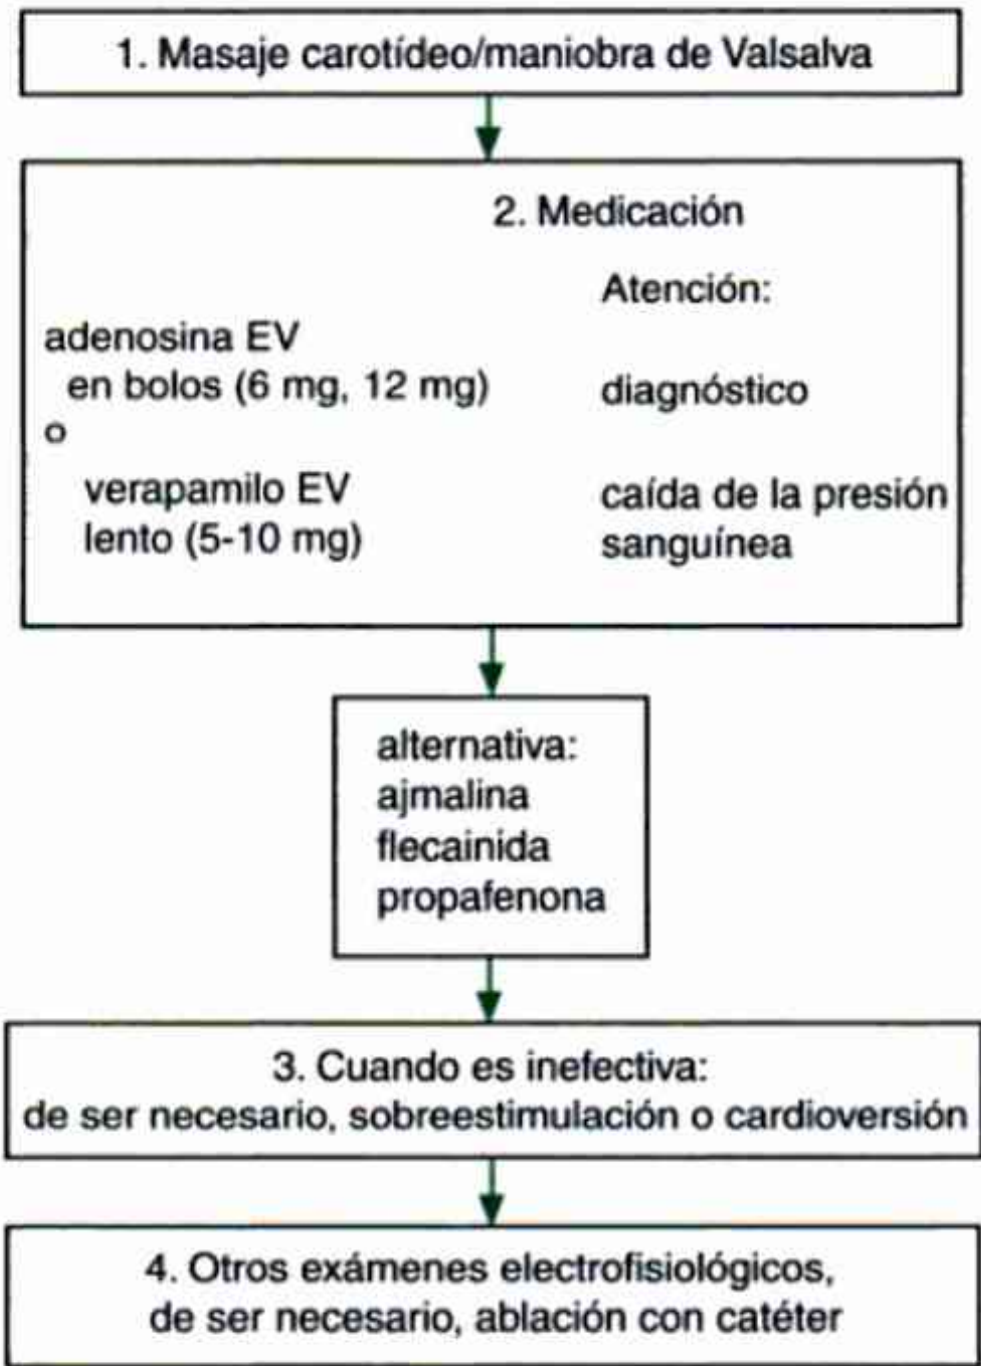 1. Masaje carotídeo/maniobra de Valsalva
2. Medicación
Atención:
adenosina EV
en bolos (6 mg, 12 mg)
diagnóstico
o
verapamilo EV
lento (5-10 mg)
caída de la presión
sanguínea
alternativa:
ajmalina
flecainida
propafenona
3. Cuando es inefectiva:
de ser necesario, sobreestimulación o cardioversión
4. Otros exámenes electrofisiológicos,
de ser necesario, ablación con catéter